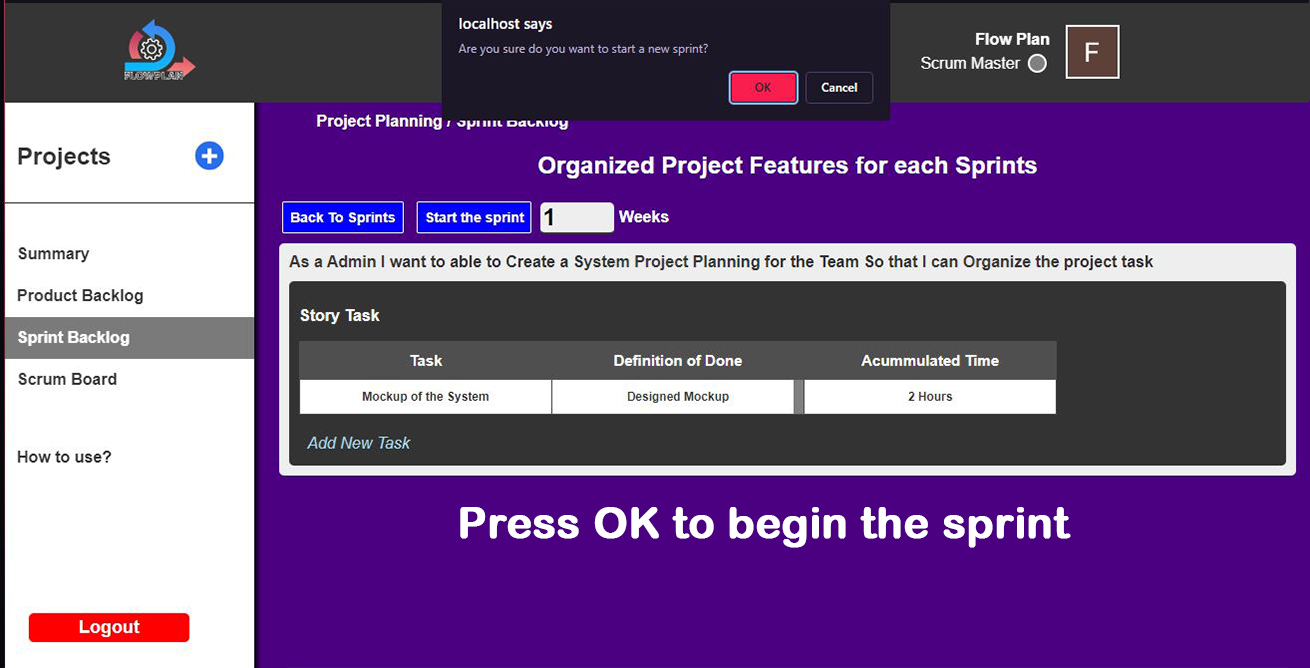 FLOWPLAN
localhost says
Are you sure do you want to start a new sprint?
OK
Cancel
Flow Plan
Scrum Master
F
Projects
Summary
Product Backlog
Sprint Backlog
Scrum Board
How to use?
Logout
Project Planning / Sprint Backlog
Organized Project Features for each Sprints
Back To Sprints
Start the sprint
1
Weeks
As a Admin I want to able to Create a System Project Planning for the Team So that I can Organize the project task
Story Task
Task Definition of Done Acummulated Time
Mockup of the System Designed Mockup 2 Hours
Add New Task
Press OK to begin the sprint